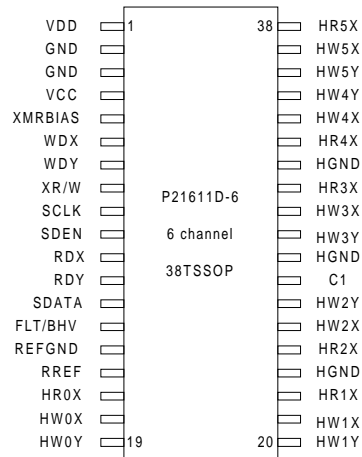 VDD 1 38 HR5X
GND HW5X
GND HW5Y
VCC HW4Y
XMRBIAS HW4X
WDX HR4X
WDY HGND
XR/W P21611D-6 HR3X
SCLK HW3X
SDEN 6 channel HW3Y
RDX HGND
RDY 38TSSOP C1
SDATA HW2Y
FLT/BHV HW2X
REFGND HR2X
RREF HGND
HR0X HR1X
HW0X HW1X
HW0Y 19 20 HW1Y